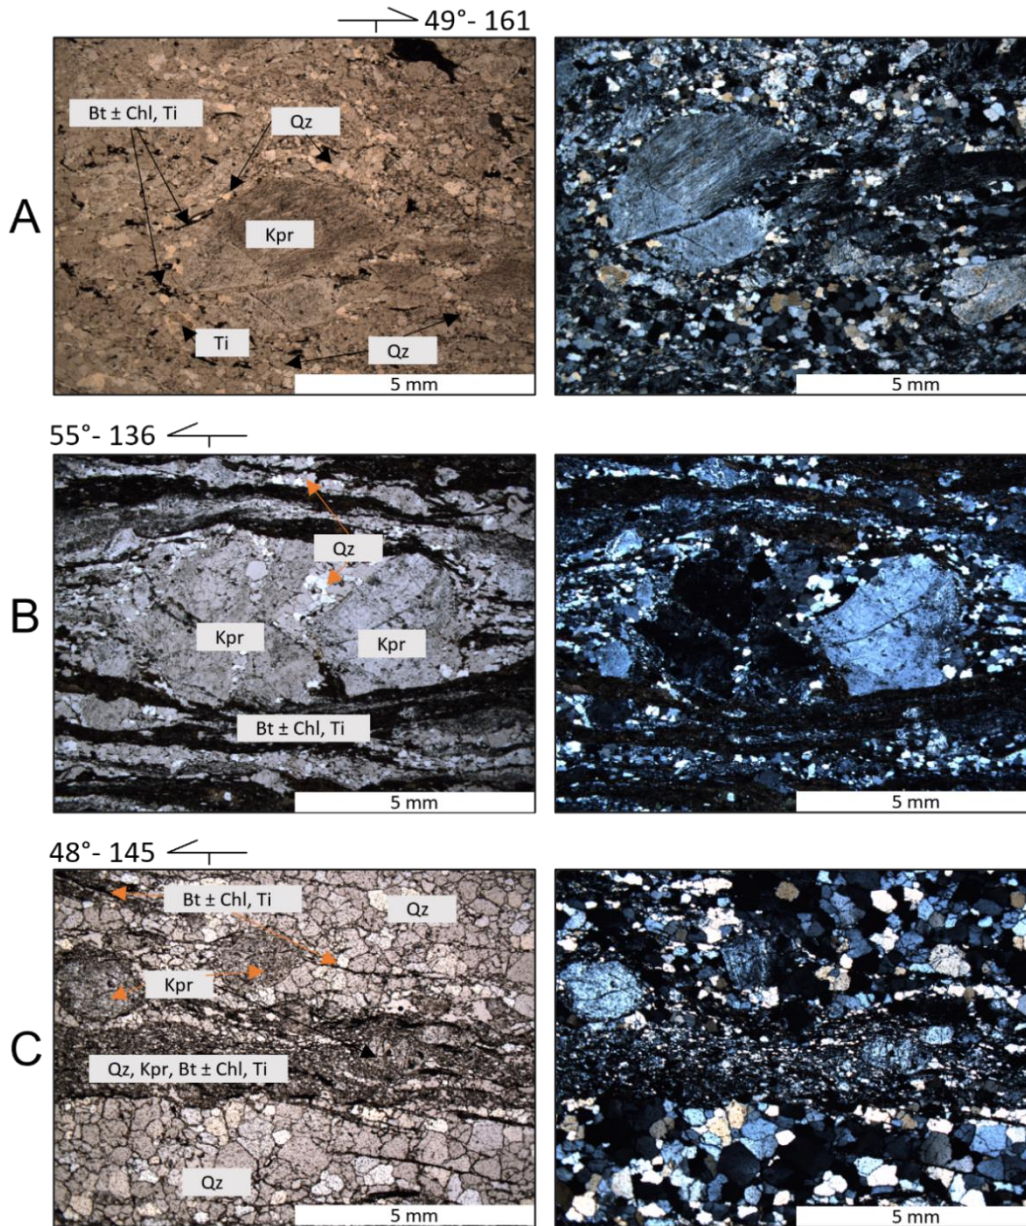 49°- 161
A
Bt ± Chl, Ti
Qz
Kpr
Ti
Qz
5 mm
5 mm
55°- 136
B
Qz
Kpr
Kpr
Bt ± Chl, Ti
5 mm
5 mm
48°- 145
C
Bt ± Chl, Ti
Qz
Kpr
Qz, Kpr, Bt ± Chl, Ti
Qz
5 mm
5 mm